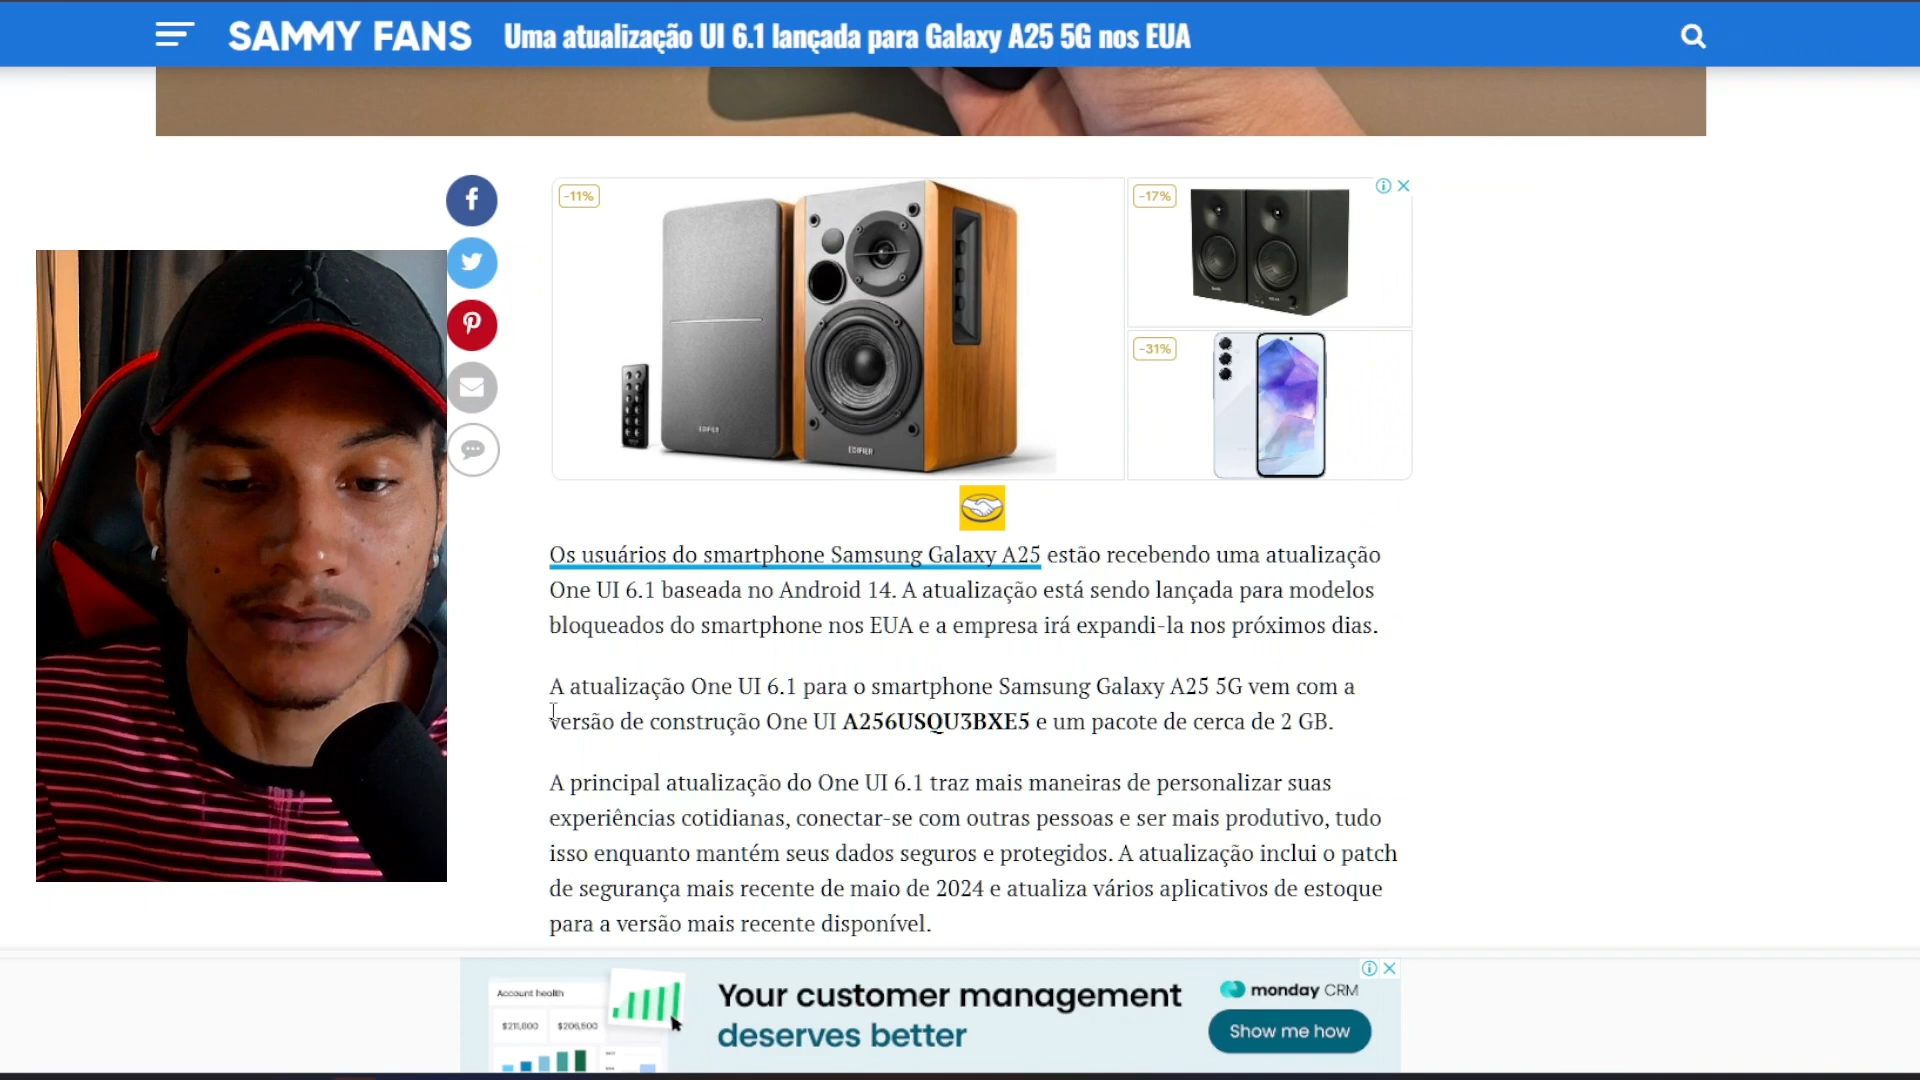 SAMMY FANS
Uma atualização UI 6.1 lançada para Galaxy A25 5G nos EUA
-11%
-17%
-31%
EDIFIER
EDIFIER
Os usuários do smartphone Samsung Galaxy A25 estão recebendo uma atualização
One UI 6.1 baseada no Android 14. A atualização está sendo lançada para modelos
bloqueados do smartphone nos EUA e a empresa irá expandi-la nos próximos dias.
A atualização One UI 6.1 para o smartphone Samsung Galaxy A25 5G vem com a
versão de construção One UI A256USQU3BXE5 e um pacote de cerca de 2 GB.
A principal atualização do One UI 6.1 traz mais maneiras de personalizar suas
experiências cotidianas, conectar-se com outras pessoas e ser mais produtivo, tudo
isso enquanto mantém seus dados seguros e protegidos. A atualização inclui o patch
de segurança mais recente de maio de 2024 e atualiza vários aplicativos de estoque
para a versão mais recente disponível.
Account health
$211,800 $206,500
Your customer management
deserves better
monday CRM
Show me how